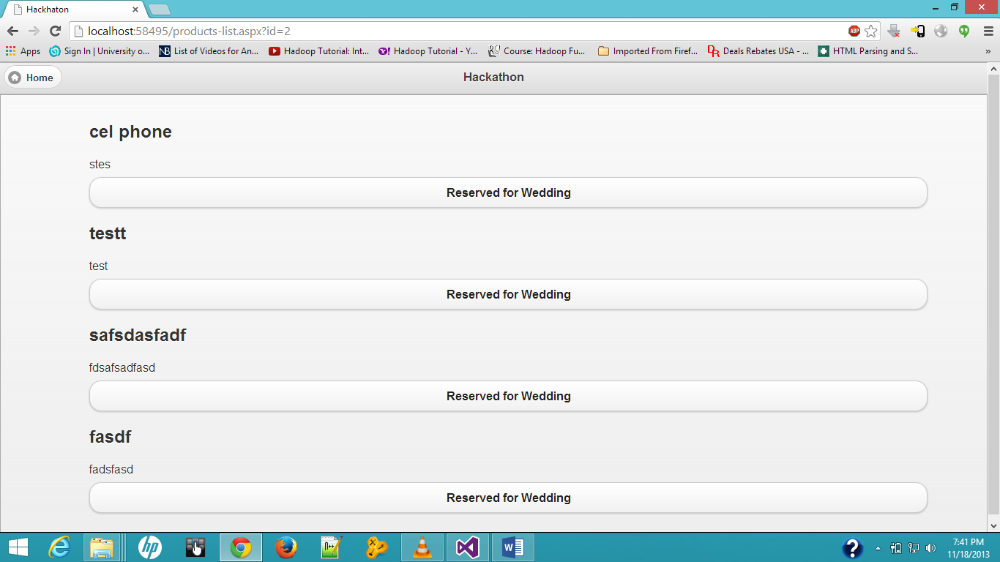 Hackhaton
localhost:58495/products-list.aspx?id=2
ABP
Apps Sign In | University o... NB List of Videos for An... Hadoop Tutorial: Int... Hadoop Tutorial - Y... Course: Hadoop Fu... Imported From Firef... DR Deals Rebates USA - ... HTML Parsing and S... »
Home Hackathon
cel phone
stes
Reserved for Wedding
testt
test
Reserved for Wedding
safsdasfadf
fdsafsadfasd
Reserved for Wedding
fasdf
fadsfasd
Reserved for Wedding
7:41 PM
11/18/2013